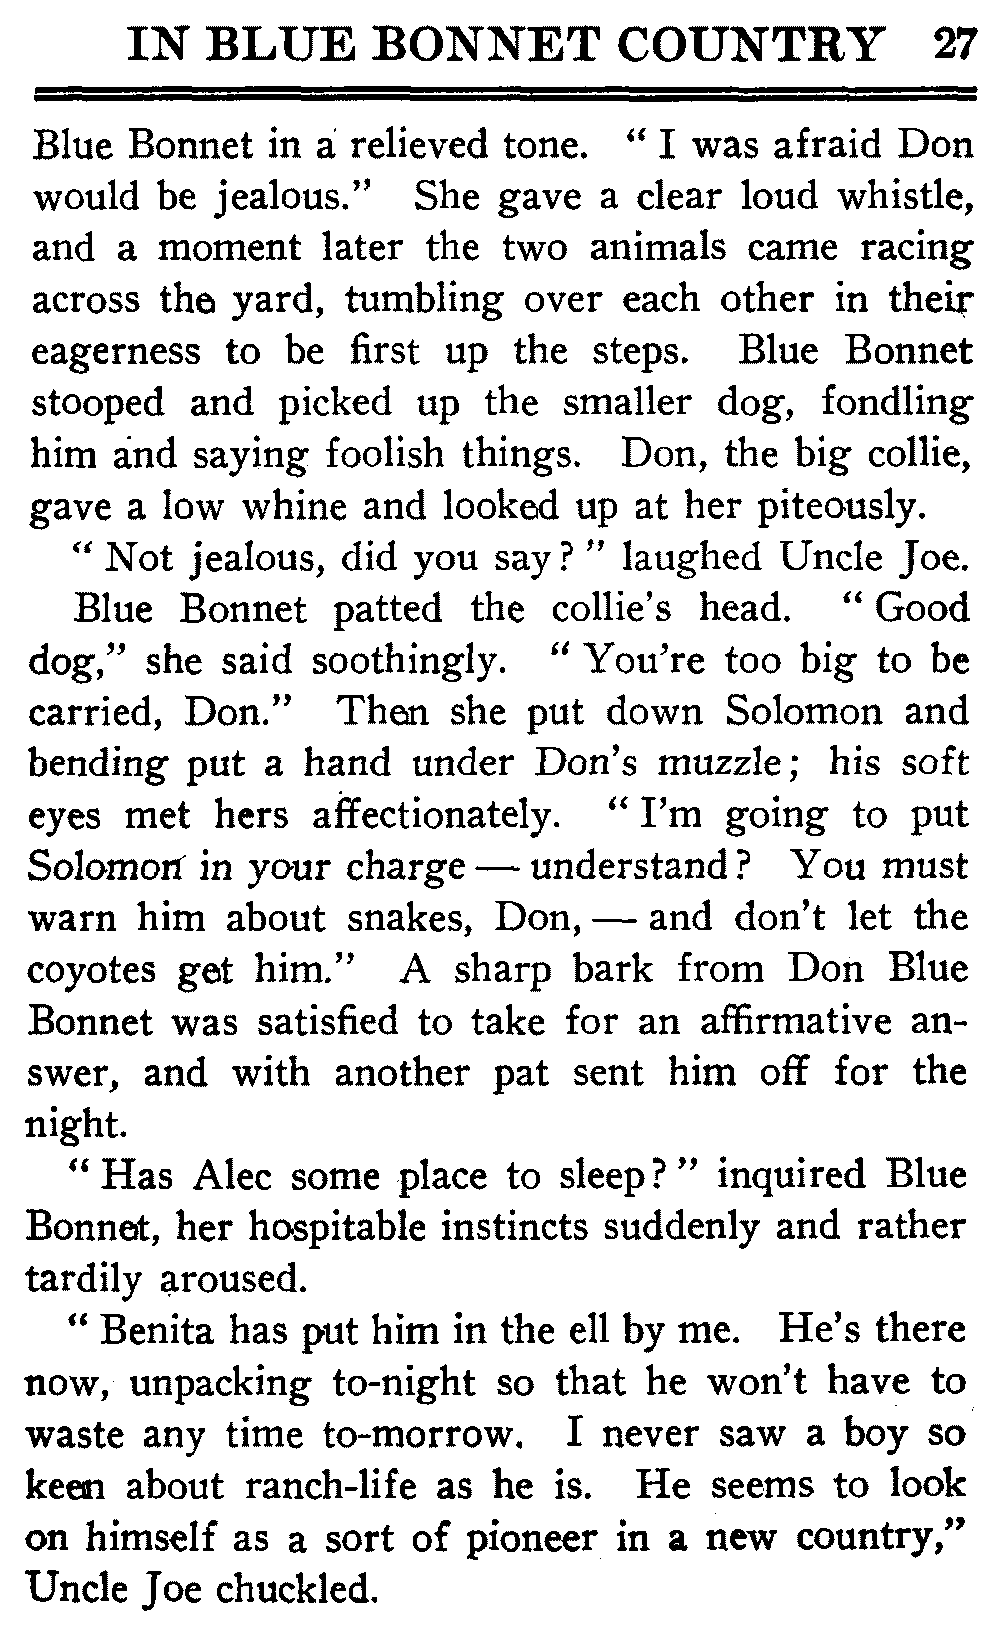 IN BLUE BONNET COUNTRY 27
Blue Bonnet in a relieved tone. " I was afraid Don
would be jealous." She gave a clear loud whistle,
and a moment later the two animals came racing
across the yard, tumbling over each other in their
eagerness to be first up the steps. Blue Bonnet
stooped and picked up the smaller dog, fondling
him and saying foolish things. Don, the big collie,
gave a low whine and looked up at her piteously.
" Not jealous, did you say? " laughed Uncle Joe.
Blue Bonnet patted the collie's head. " Good
dog," she said soothingly. " You're too big to be
carried, Don." Then she put down Solomon and
bending put a hand under Don's muzzle; his soft
eyes met hers affectionately. " I'm going to put
Solomon in your charge — understand? You must
warn him about snakes, Don, — and don't let the
coyotes get him." A sharp bark from Don Blue
Bonnet was satisfied to take for an affirmative an-
swer, and with another pat sent him off for the
night.
" Has Alec some place to sleep? " inquired Blue
Bonnet, her hospitable instincts suddenly and rather
tardily aroused.
" Benita has put him in the ell by me. He's there
now, unpacking to-night so that he won't have to
waste any time to-morrow. I never saw a boy so
keen about ranch-life as he is. He seems to look
on himself as a sort of pioneer in a new country,"
Uncle Joe chuckled.